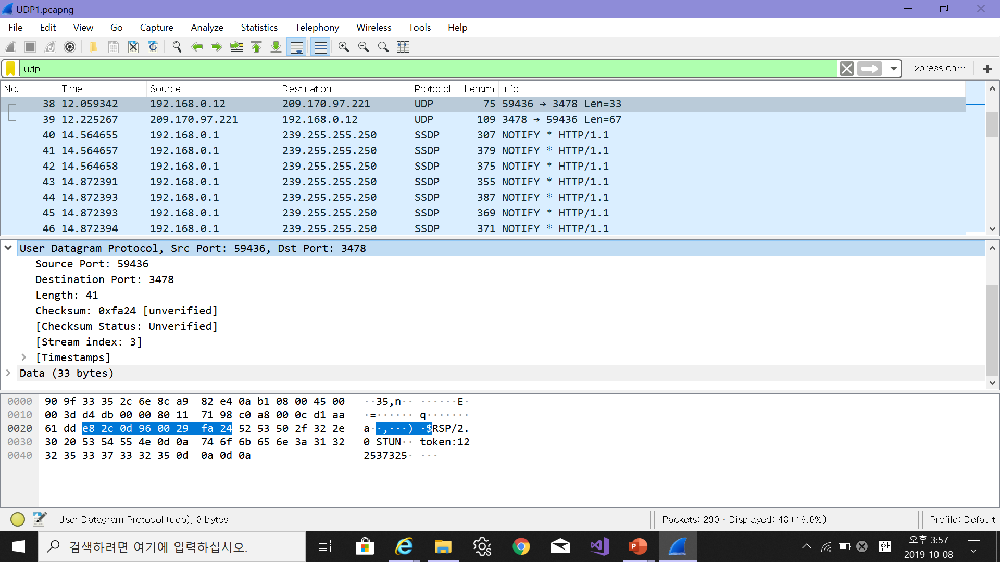 UDP1.pcapng
File Edit View Go Capture Analyze Statistics Telephony Wireless Tools Help
udp Expression… +
No. Time Source Destination Protocol Length Info
38 12.059342 192.168.0.12 209.170.97.221 UDP 75 59436 → 3478 Len=33
39 12.225267 209.170.97.221 192.168.0.12 UDP 109 3478 → 59436 Len=67
40 14.564655 192.168.0.1 239.255.255.250 SSDP 307 NOTIFY * HTTP/1.1
41 14.564657 192.168.0.1 239.255.255.250 SSDP 379 NOTIFY * HTTP/1.1
42 14.564658 192.168.0.1 239.255.255.250 SSDP 375 NOTIFY * HTTP/1.1
43 14.872391 192.168.0.1 239.255.255.250 SSDP 355 NOTIFY * HTTP/1.1
44 14.872393 192.168.0.1 239.255.255.250 SSDP 387 NOTIFY * HTTP/1.1
45 14.872393 192.168.0.1 239.255.255.250 SSDP 369 NOTIFY * HTTP/1.1
46 14.872394 192.168.0.1 239.255.255.250 SSDP 371 NOTIFY * HTTP/1.1
User Datagram Protocol, Src Port: 59436, Dst Port: 3478
Source Port: 59436
Destination Port: 3478
Length: 41
Checksum: 0xfa24 [unverified]
[Checksum Status: Unverified]
[Stream index: 3]
[Timestamps]
Data (33 bytes)
0000 90 9f 33 35 2c 6e 8c a9 82 e4 0a b1 08 00 45 00 ··35,n·· ······E·
0010 00 3d d4 db 00 00 80 11 71 98 c0 a8 00 0c d1 aa ·=······ q·······
0020 61 dd e8 2c 0d 96 00 29 fa 24 52 53 50 2f 32 2e a··,···) ·$RSP/2.
0030 30 20 53 54 55 4e 0d 0a 74 6f 6b 65 6e 3a 31 32 0 STUN·· token:12
0040 32 35 33 37 33 32 35 0d 0a 0d 0a 2537325· ···
User Datagram Protocol (udp), 8 bytes Packets: 290 · Displayed: 48 (16.6%) Profile: Default
검색하려면 여기에 입력하십시오. 한 오후 3:57
2019-10-08